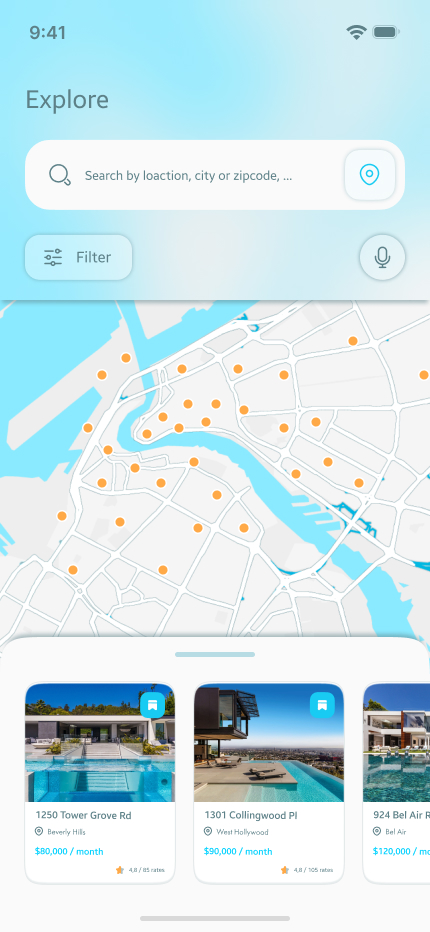 9:41
Explore
Search by loaction, city or zipcode, ...
Filter
1250 Tower Grove Rd
Beverly Hills
$80,000 / month
4,8 / 85 rates
1301 Collingwood Pl
West Hollywood
$90,000 / month
4,8 / 105 rates
924 Bel Air R
Bel Air
$120,000 / mo